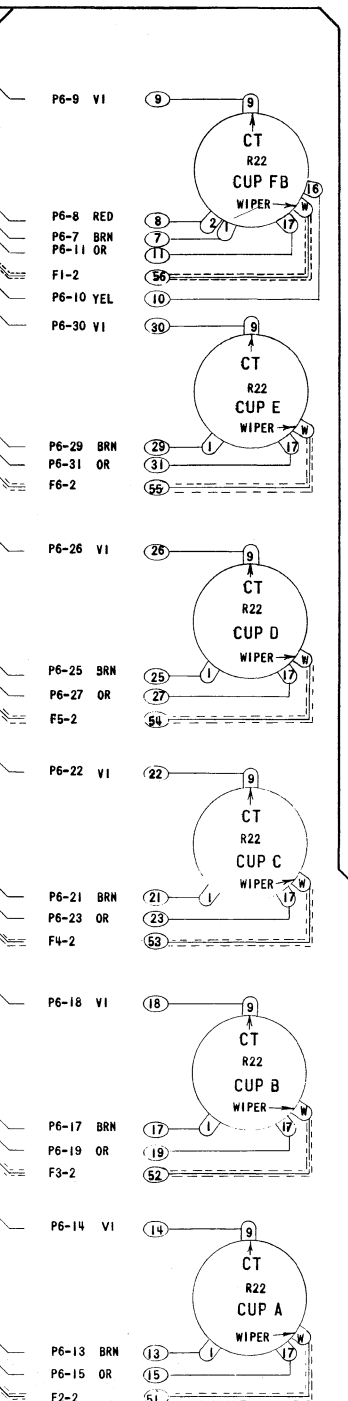 P6-9 VI 9 9
CT
R22
CUP FB
WIPER W 16
P6-8 RED 8 2 1 17
P6-7 BRN 7
P6-11 OR 11
F1-2 56
P6-10 YEL 10
P6-30 VI 30 9
CT
R22
CUP E
WIPER W
P6-29 BRN 29 1 17
P6-31 OR 31
F6-2 55
P6-26 VI 26 9
CT
R22
CUP D
WIPER W
P6-25 BRN 25 1 17
P6-27 OR 27
F5-2 54
P6-22 VI 22 9
CT
R22
CUP C
WIPER W
P6-21 BRN 21 1 17
P6-23 OR 23
F4-2 53
P6-18 VI 18 9
CT
R22
CUP B
WIPER W
P6-17 BRN 17 1 17
P6-19 OR 19
F3-2 52
P6-14 VI 14 9
CT
R22
CUP A
WIPER W
P6-13 BRN 13 1 17
P6-15 OR 15
F2-2 51